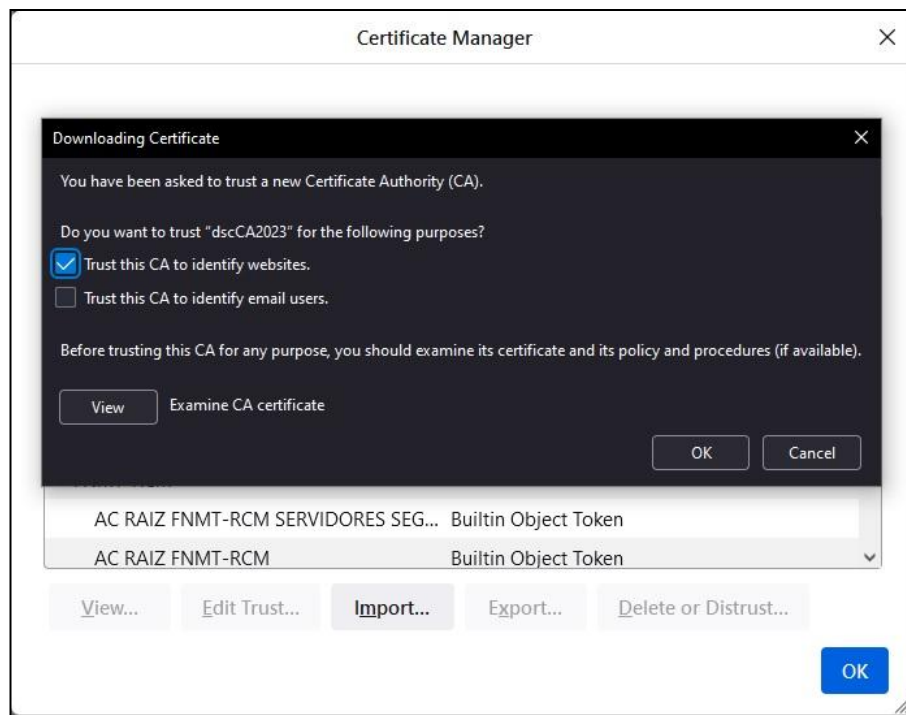 Certificate Manager
Downloading Certificate
You have been asked to trust a new Certificate Authority (CA).
Do you want to trust “dscCA2023” for the following purposes?
Trust this CA to identify websites.
Trust this CA to identify email users.
Before trusting this CA for any purpose, you should examine its certificate and its policy and procedures (if available).
View Examine CA certificate
OK Cancel
AC RAIZ FNMT-RCM SERVIDORES SEG... Builtin Object Token
AC RAIZ FNMT-RCM Builtin Object Token
View... Edit Trust... Import... Export... Delete or Distrust...
OK